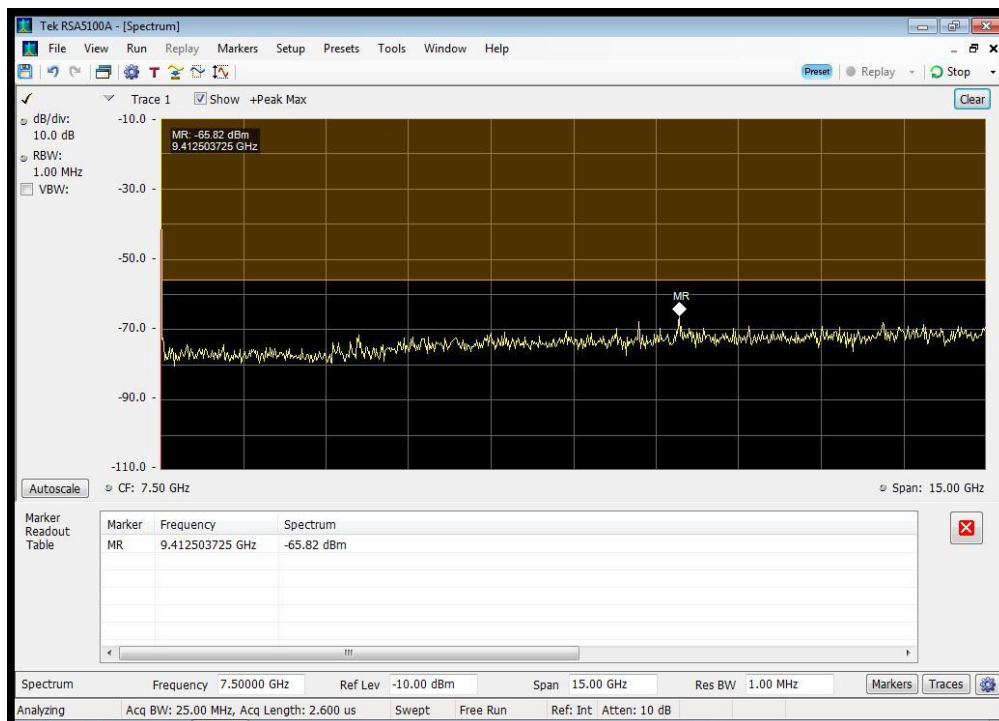 Tek RSA5100A - [Spectrum]
File View Run Replay Markers Setup Presets Tools Window Help
T Preset Replay Stop
Trace 1 Show +Peak Max Clear
dB/div:
10.0 dB
RBW:
1.00 MHz
VBW:
-10.0
MR: -65.82 dBm
9.412503725 GHz
-30.0
-50.0
MR
-70.0
-90.0
-110.0
Autoscale CF: 7.50 GHz Span: 15.00 GHz
Marker
Readout
Table
Marker Frequency Spectrum
MR 9.412503725 GHz -65.82 dBm
Spectrum Frequency 7.50000 GHz Ref Lev -10.00 dBm Span 15.00 GHz Res BW 1.00 MHz Markers Traces
Analyzing Acq BW: 25.00 MHz, Acq Length: 2.600 us Swept Free Run Ref: Int Atten: 10 dB